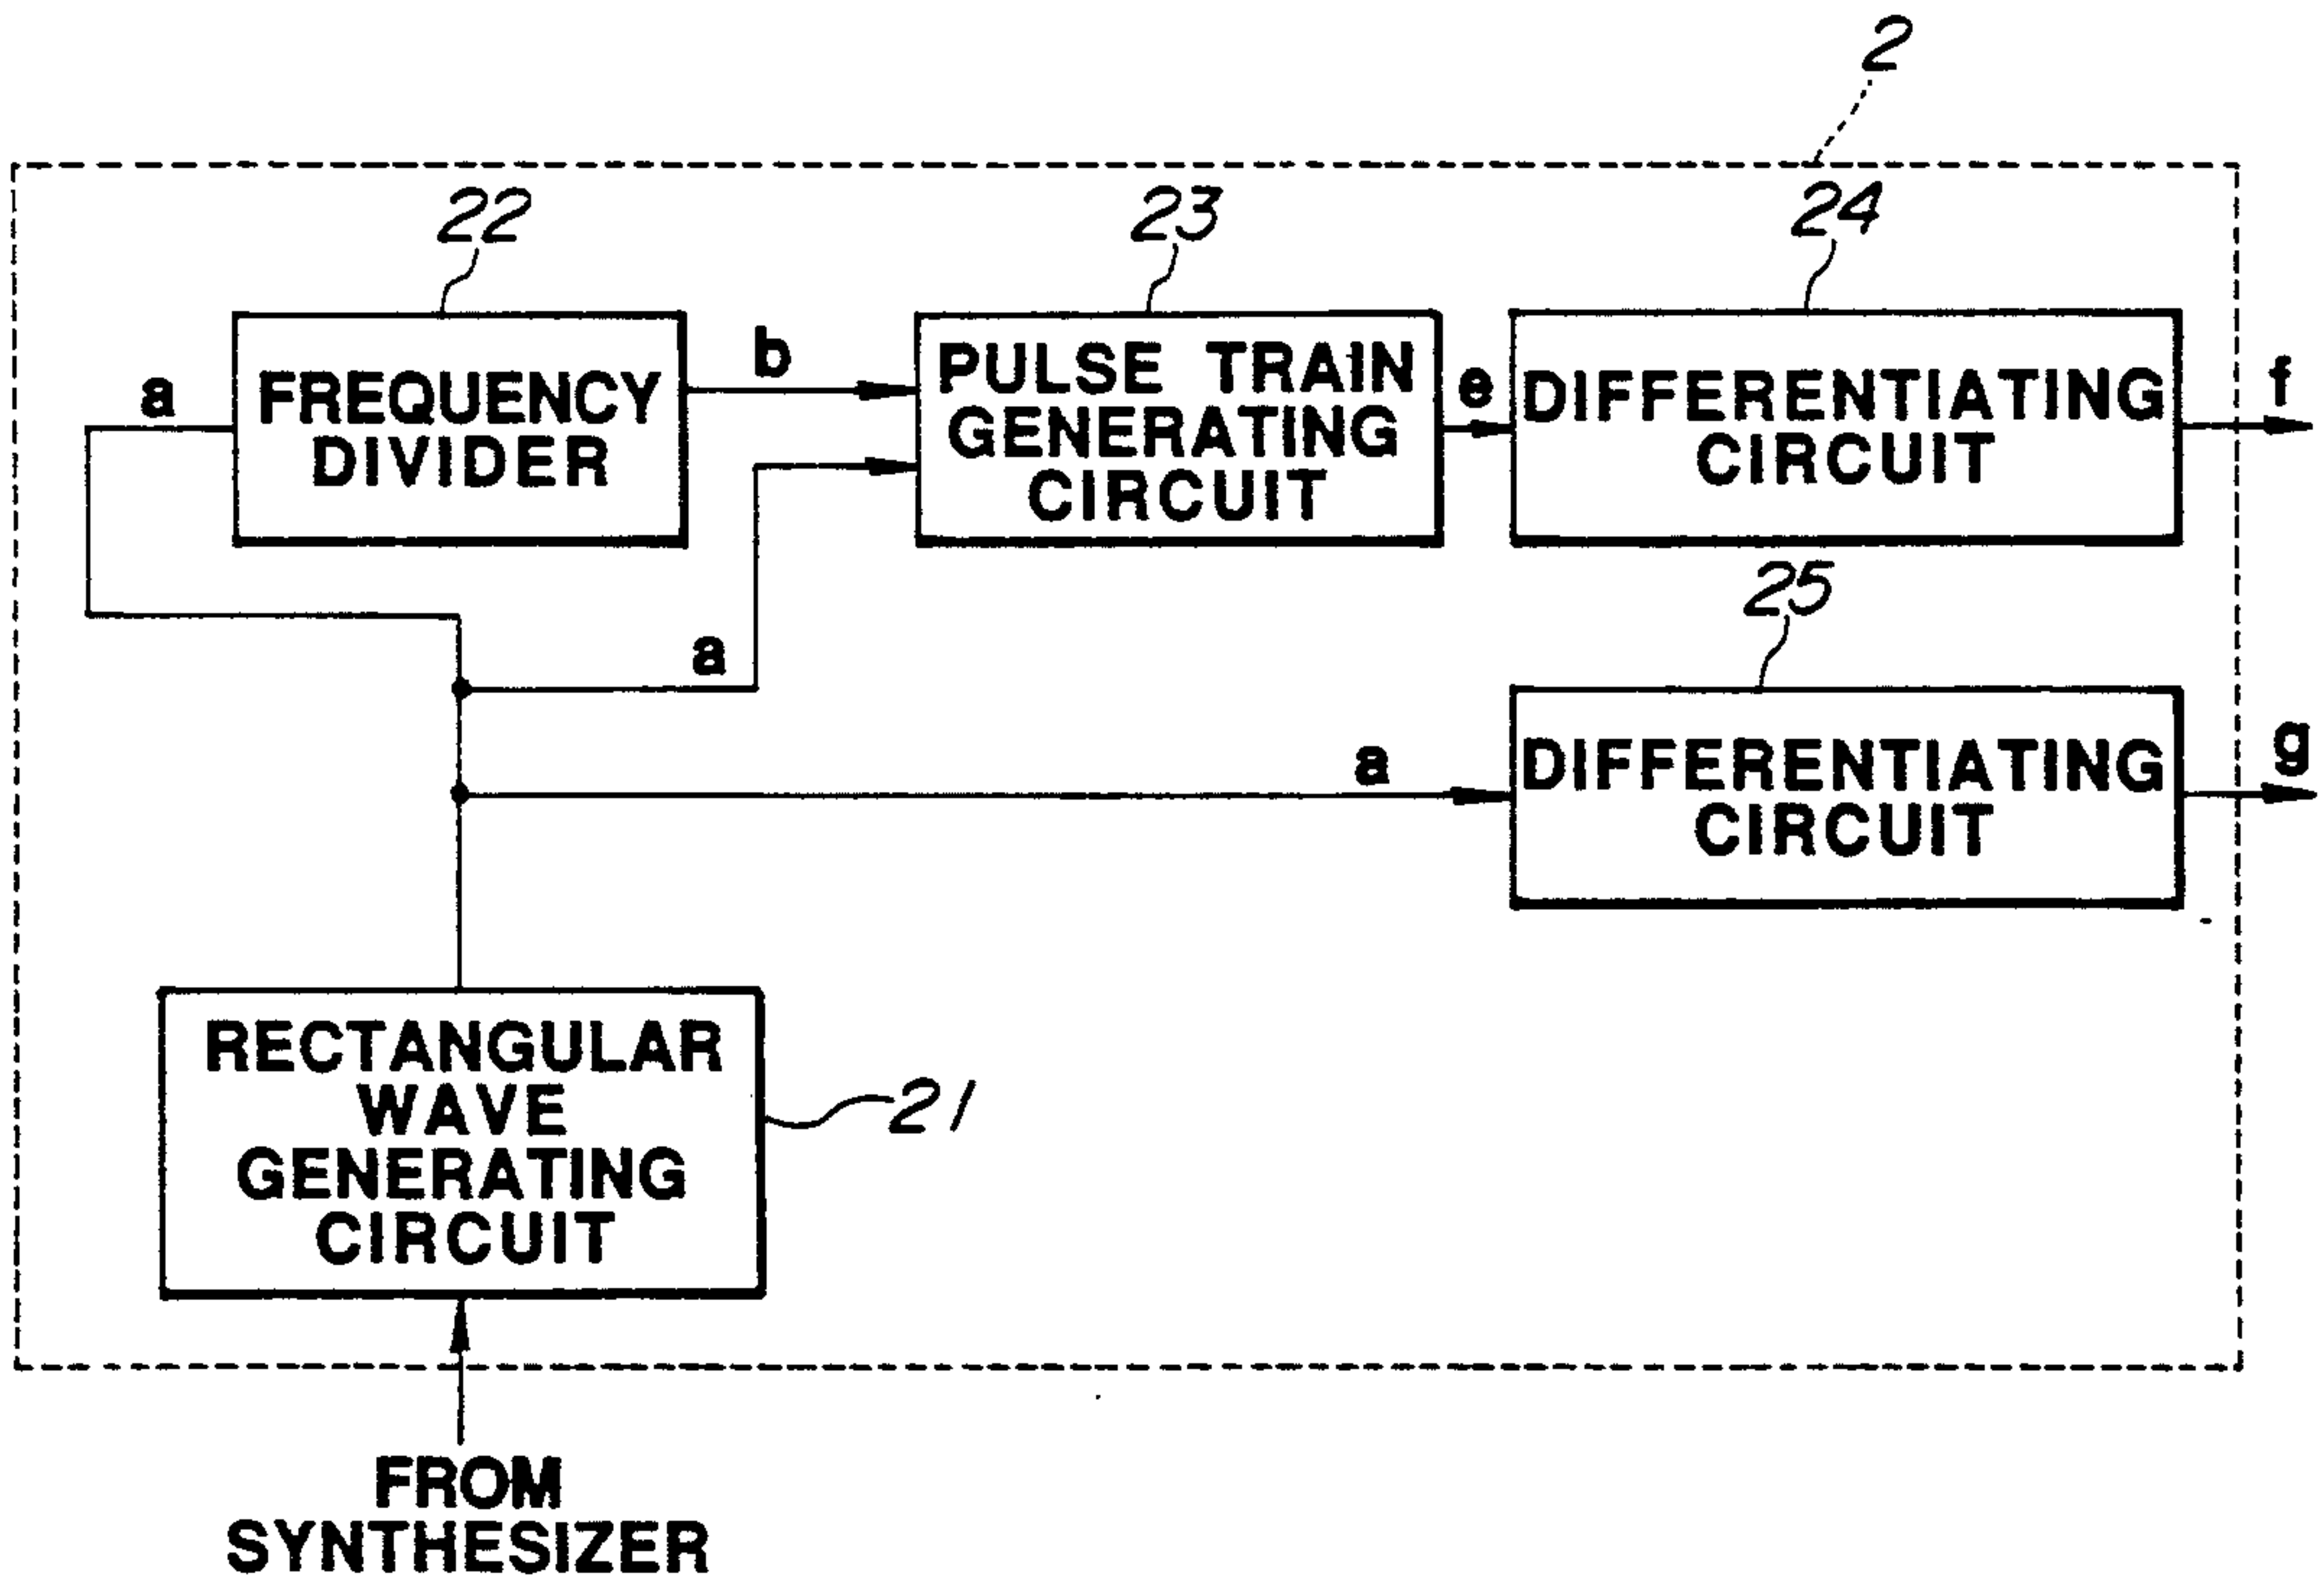 2
22
23
24
a
FREQUENCY
DIVIDER
b
PULSE TRAIN
GENERATING
CIRCUIT
e
DIFFERENTIATING
CIRCUIT
f
25
a
a
DIFFERENTIATING
CIRCUIT
g
RECTANGULAR
WAVE
GENERATING
CIRCUIT
21
FROM
SYNTHESIZER